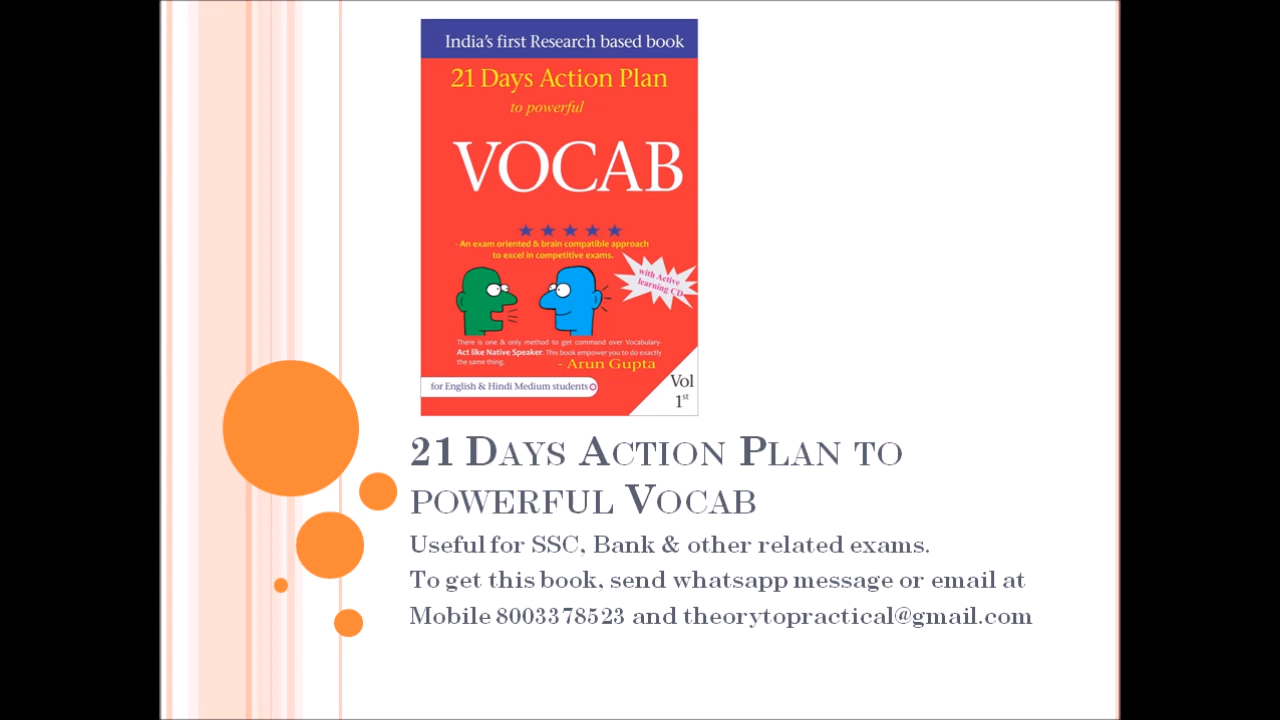 India's first Research based book
21 Days Action Plan
to powerful
VOCAB
- An exam oriented & brain compatible approach
to excel in competitive exams.
with Active
learning CD
There is one & only method to get command over Vocabulary-
Act like Native Speaker. This book empower you to do exactly
the same thing.
- Arun Gupta
for English & Hindi Medium students
Vol
1st
21 Days Action Plan to
powerful Vocab
Useful for SSC, Bank & other related exams.
To get this book, send whatsapp message or email at
Mobile 8003378523 and theorytopractical@gmail.com